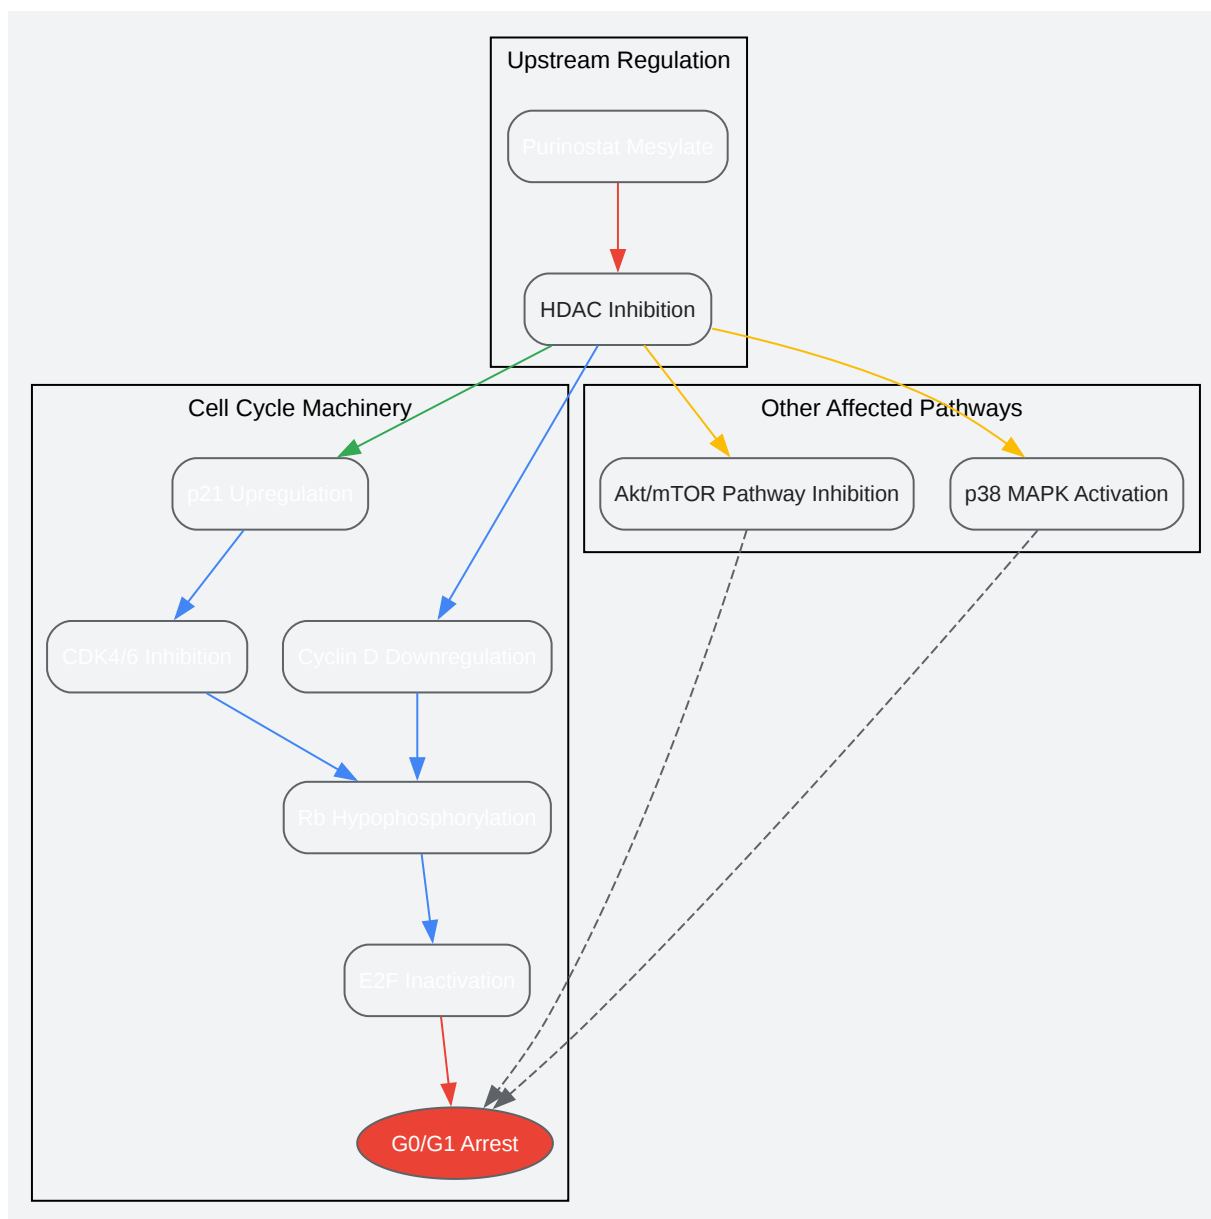 Upstream Regulation
Purinostat Mesylate
HDAC Inhibition
Cell Cycle Machinery
Other Affected Pathways
p21 Upregulation
Akt/mTOR Pathway Inhibition
p38 MAPK Activation
CDK4/6 Inhibition
Cyclin D Downregulation
Rb Hypophosphorylation
E2F Inactivation
G0/G1 Arrest